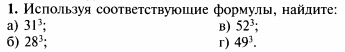 1. Используя соответствующие формулы, найдите:
а) 31³; в) 52³;
б) 28³; г) 49³.